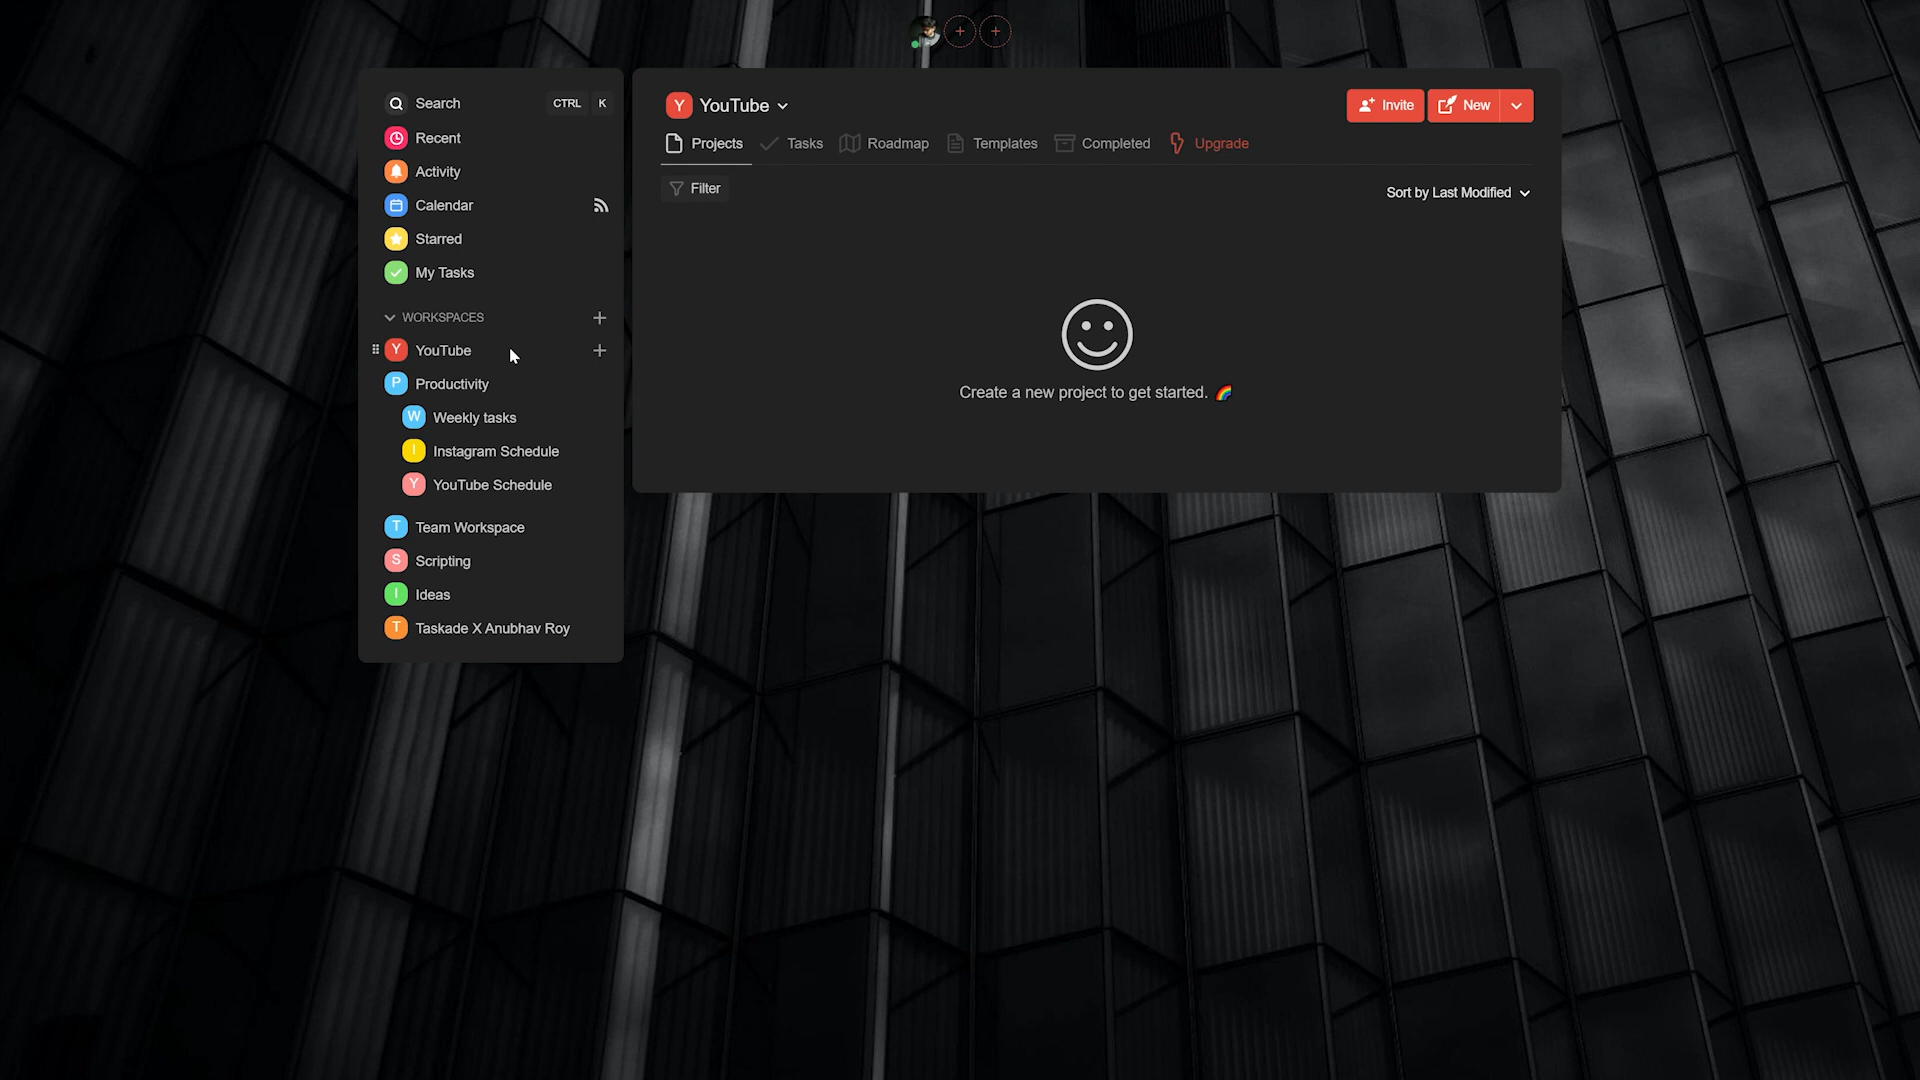 Search CTRL K
Recent
Activity
Calendar
Starred
My Tasks
WORKSPACES
Y YouTube
P Productivity
W Weekly tasks
I Instagram Schedule
Y YouTube Schedule
T Team Workspace
S Scripting
I Ideas
T Taskade X Anubhav Roy
Y YouTube
Invite New
Projects Tasks Roadmap Templates Completed Upgrade
Filter
Sort by Last Modified
Create a new project to get started. 🌈